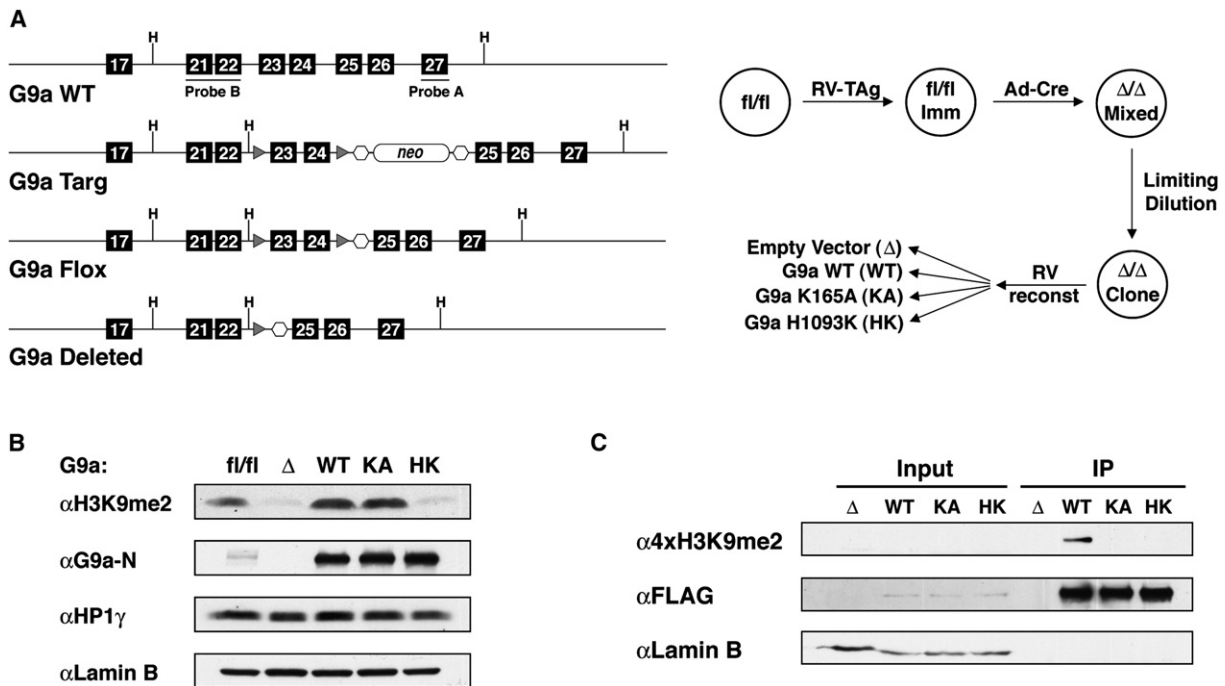 A
H H
17 21 22 23 24 25 26 27
Probe B Probe A
G9a WT
H H H
17 21 22 23 24 neo 25 26 27
G9a Targ
H H H
17 21 22 23 24 25 26 27
G9a Flox
H H H
17 21 22 25 26 27
G9a Deleted
fl/fl RV-TAg fl/fl Imm Ad-Cre Δ/Δ Mixed
Limiting
Dilution
Δ/Δ
Clone
RV
reconst
Empty Vector (Δ)
G9a WT (WT)
G9a K165A (KA)
G9a H1093K (HK)
B
G9a: fl/fl Δ WT KA HK
αH3K9me2
αG9a-N
αHP1γ
αLamin B
C
Input IP
Δ WT KA HK Δ WT KA HK
α4xH3K9me2
αFLAG
αLamin B